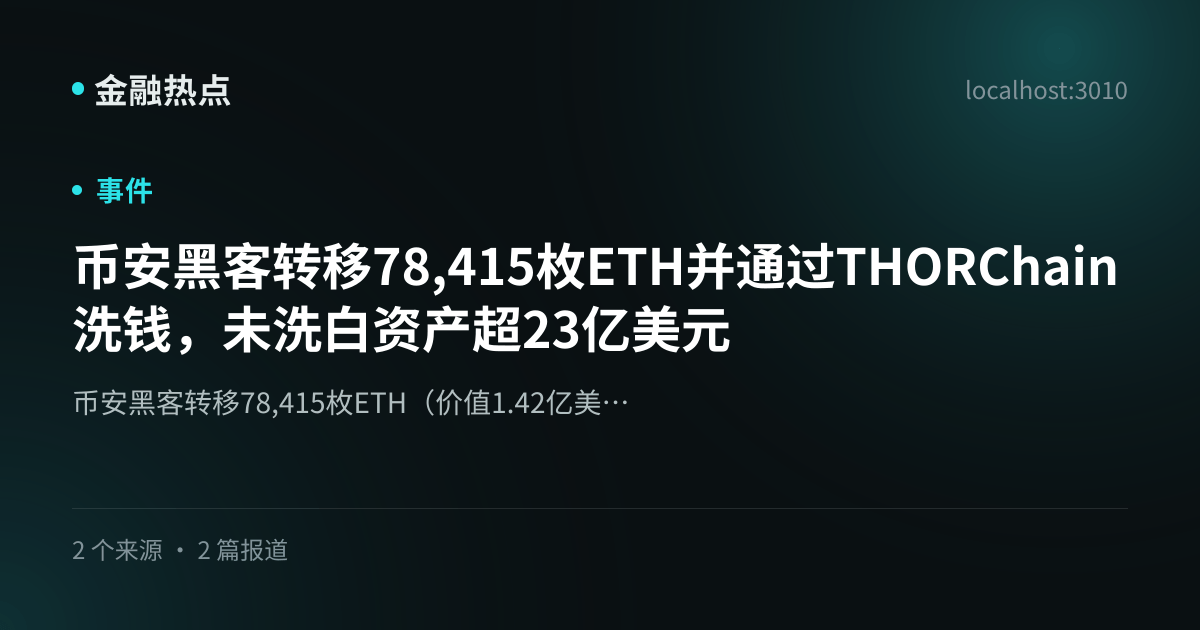 金融热点
localhost:3010
事件
币安黑客转移78,415枚ETH并通过THORChain
洗钱，未洗白资产超23亿美元
币安黑客转移78,415枚ETH（价值1.42亿美…
2 个来源 · 2 篇报道